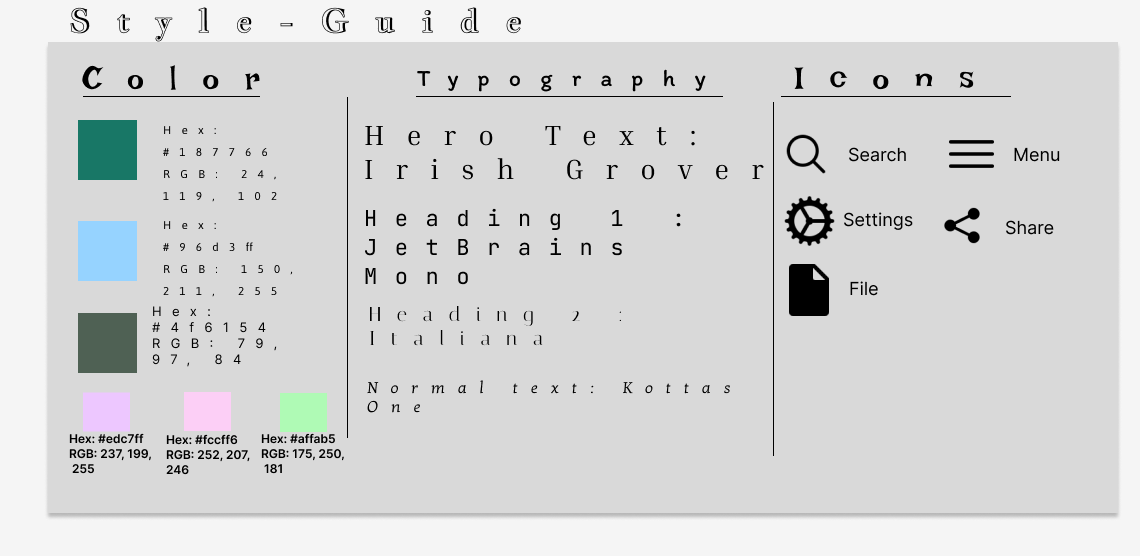 Style-Guide
Color
Hex:
#187766
RGB: 24,
119, 102
Hex:
#96d3ff
RGB: 150,
211, 255
Hex:
#4f6154
RGB: 79,
97, 84
Hex: #edc7ff
RGB: 237, 199,
255
Hex: #fccff6
RGB: 252, 207,
246
Hex: #affab5
RGB: 175, 250,
181
Typography
Hero Text:
Irish Grover
Heading 1 :
JetBrains
Mono
Heading 2 :
Italiana
Normal text: Kottas
One
Icons
Search
Menu
Settings
Share
File